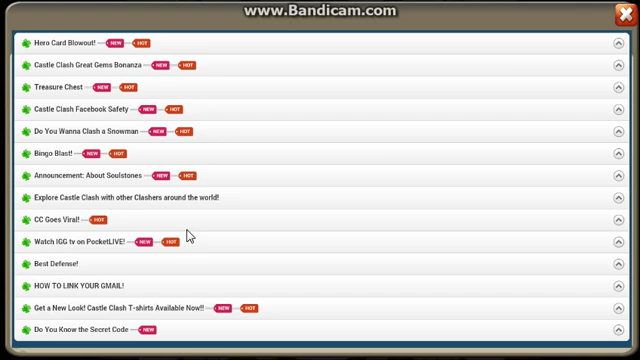 www.Bandicam.com
Hero Card Blowout! NEW HOT
Castle Clash Great Gems Bonanza NEW HOT
Treasure Chest NEW HOT
Castle Clash Facebook Safety NEW HOT
Do You Wanna Clash a Snowman NEW HOT
Bingo Blast! NEW HOT
Announcement: About Soulstones NEW HOT
Explore Castle Clash with other Clashers around the world!
CC Goes Viral! HOT
Watch IGG tv on PocketLIVE! NEW HOT
Best Defense!
HOW TO LINK YOUR GMAIL!
Get a New Look! Castle Clash T-shirts Available Now!! NEW HOT
Do You Know the Secret Code NEW